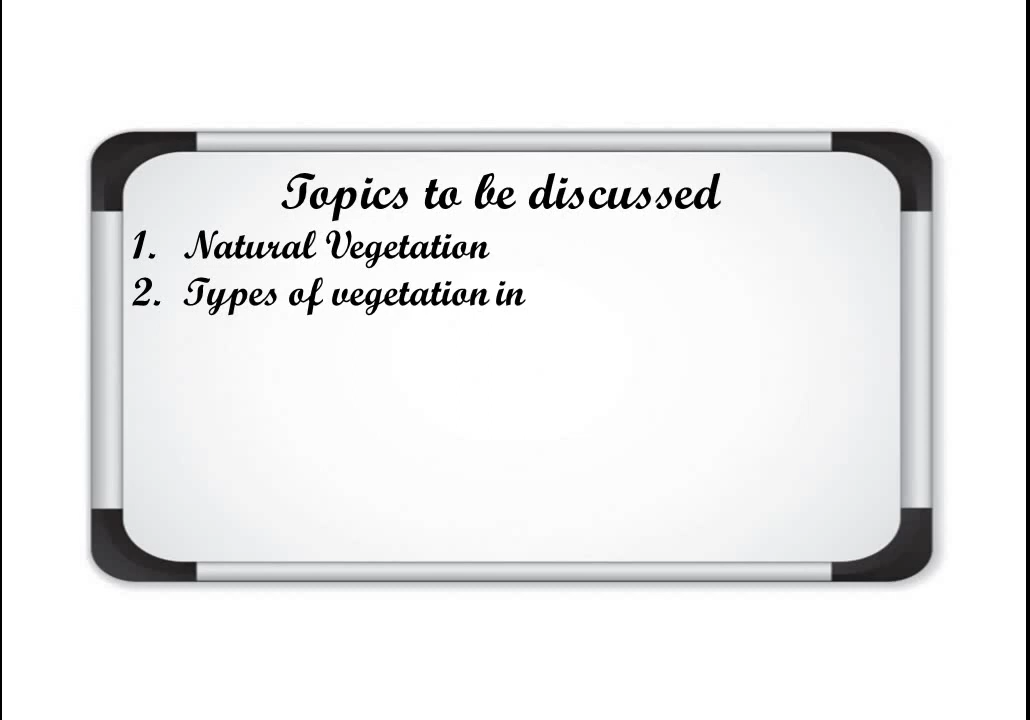 Topics to be discussed
1. Natural Vegetation
2. Types of vegetation in